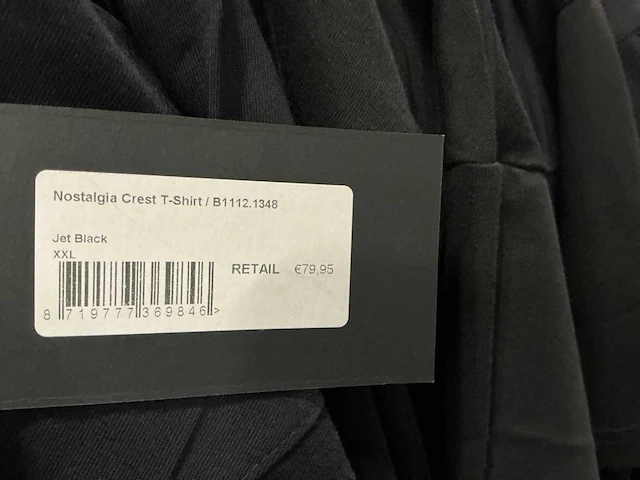 Nostalgia Crest T-Shirt / B1112.1348
Jet Black
XXL
RETAIL €79,95
8 719777 369846 >